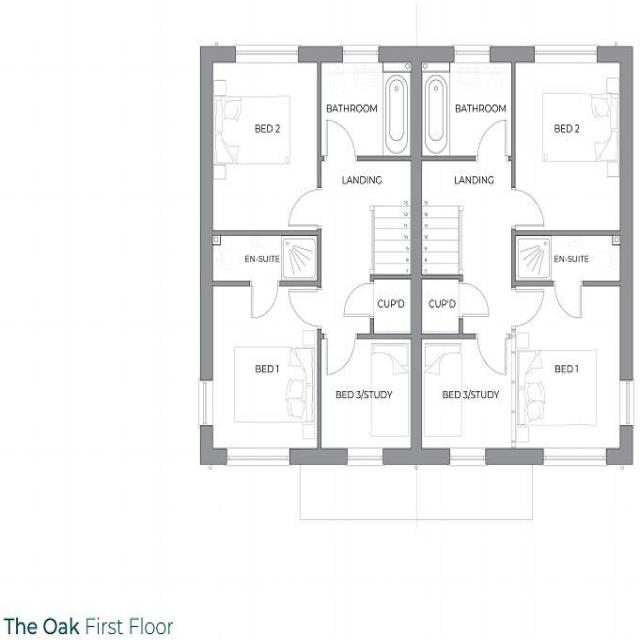 BED 2
BATHROOM
BATHROOM
BED 2
LANDING
LANDING
EN-SUITE
EN-SUITE
CUP'D
CUP'D
BED 1
BED 3/STUDY
BED 3/STUDY
BED 1
The Oak First Floor